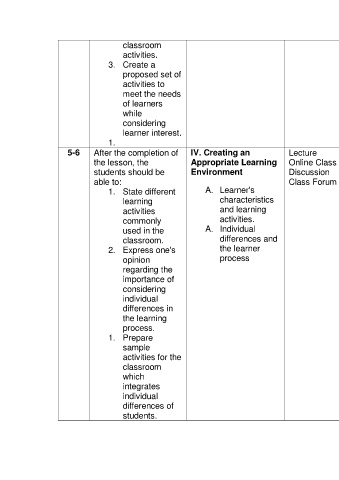 classroom
activities.
3. Create a
proposed set of
activities to
meet the needs
of learners
while
considering
learner interest.
1.
5-6
After the completion of
the lesson, the
students should be
able to:
1. State different
learning
activities
commonly
used in the
classroom.
2. Express one's
opinion
regarding the
importance of
considering
individual
differences in
the learning
process.
1. Prepare
sample
activities for the
classroom
which
integrates
individual
differences of
students.
IV. Creating an
Appropriate Learning
Environment
A. Learner's
characteristics
and learning
activities.
A. Individual
differences and
the learner
process
Lecture
Online Class
Discussion
Class Forum